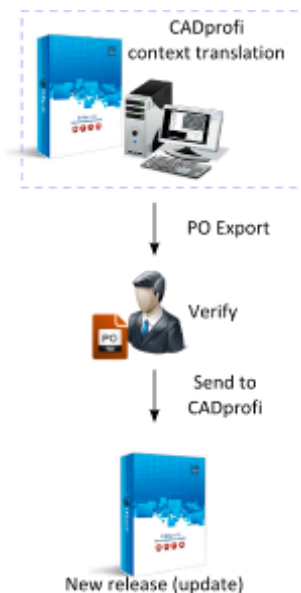 CADprofi
context translation
PO Export
Verify
PO
Send to
CADprofi
New release (update)